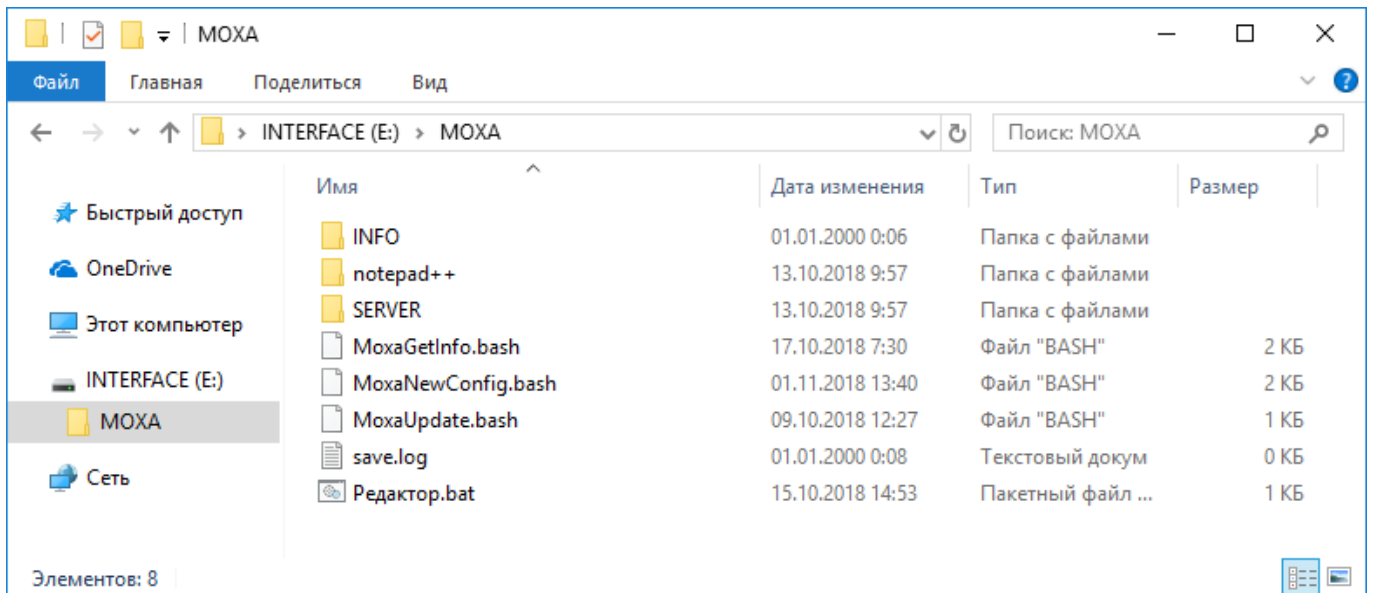 MOXA
Файл Главная Поделиться Вид
INTERFACE (E:) MOXA Поиск: MOXA
Имя Дата изменения Тип Размер
Быстрый доступ
OneDrive
Этот компьютер
INTERFACE (E:)
MOXA
Сеть
INFO 01.01.2000 0:06 Папка с файлами
notepad++ 13.10.2018 9:57 Папка с файлами
SERVER 13.10.2018 9:57 Папка с файлами
MoxaGetInfo.bash 17.10.2018 7:30 Файл "BASH" 2 КБ
MoxaNewConfig.bash 01.11.2018 13:40 Файл "BASH" 2 КБ
MoxaUpdate.bash 09.10.2018 12:27 Файл "BASH" 1 КБ
save.log 01.01.2000 0:08 Текстовый докум 0 КБ
Редактор.bat 15.10.2018 14:53 Пакетный файл ... 1 КБ
Элементов: 8